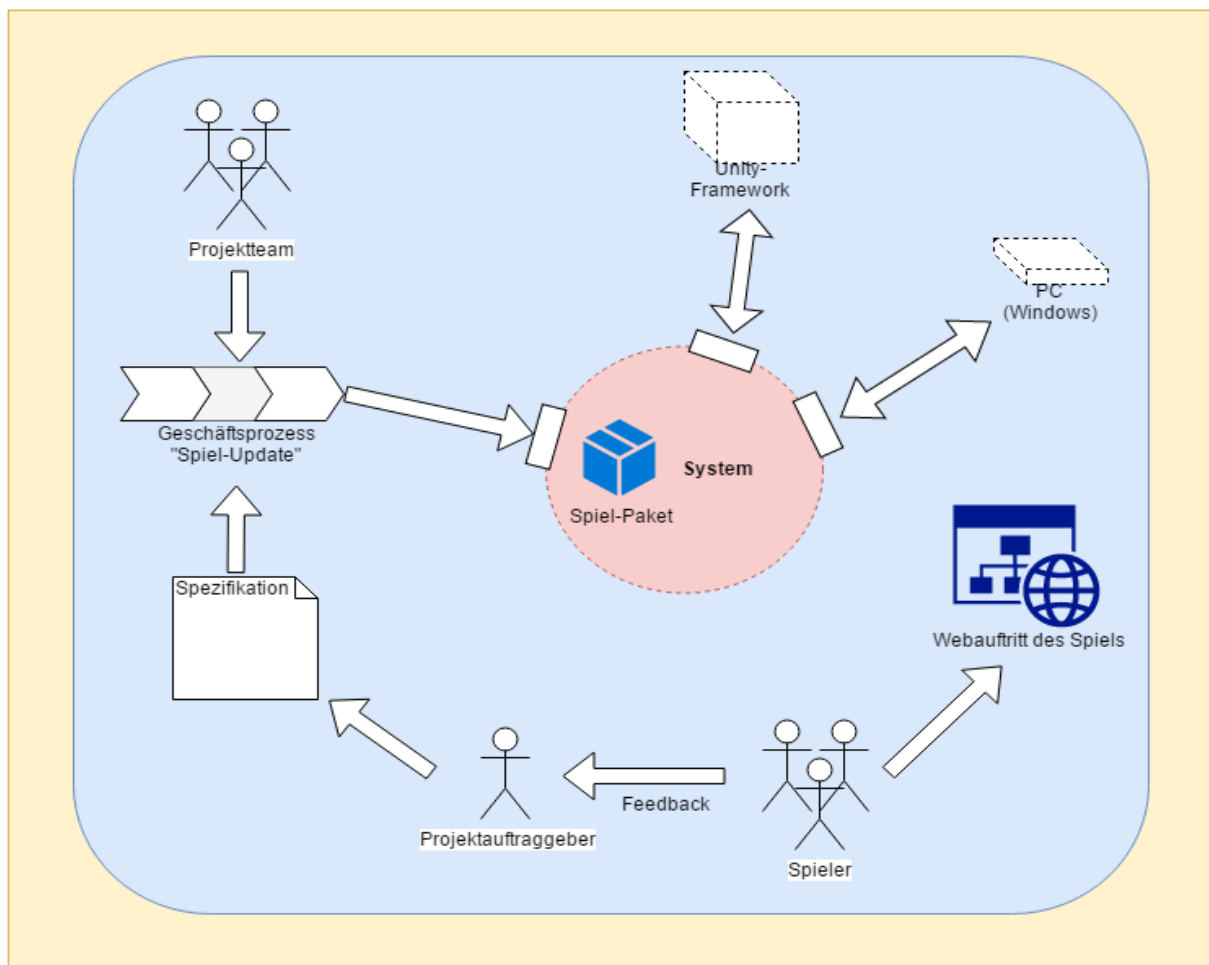 Unity-
Framework
Projektteam
PC
(Windows)
Geschäftsprozess
"Spiel-Update"
System
Spiel-Paket
Spezifikation
Webauftritt des Spiels
Feedback
Projektauftraggeber
Spieler